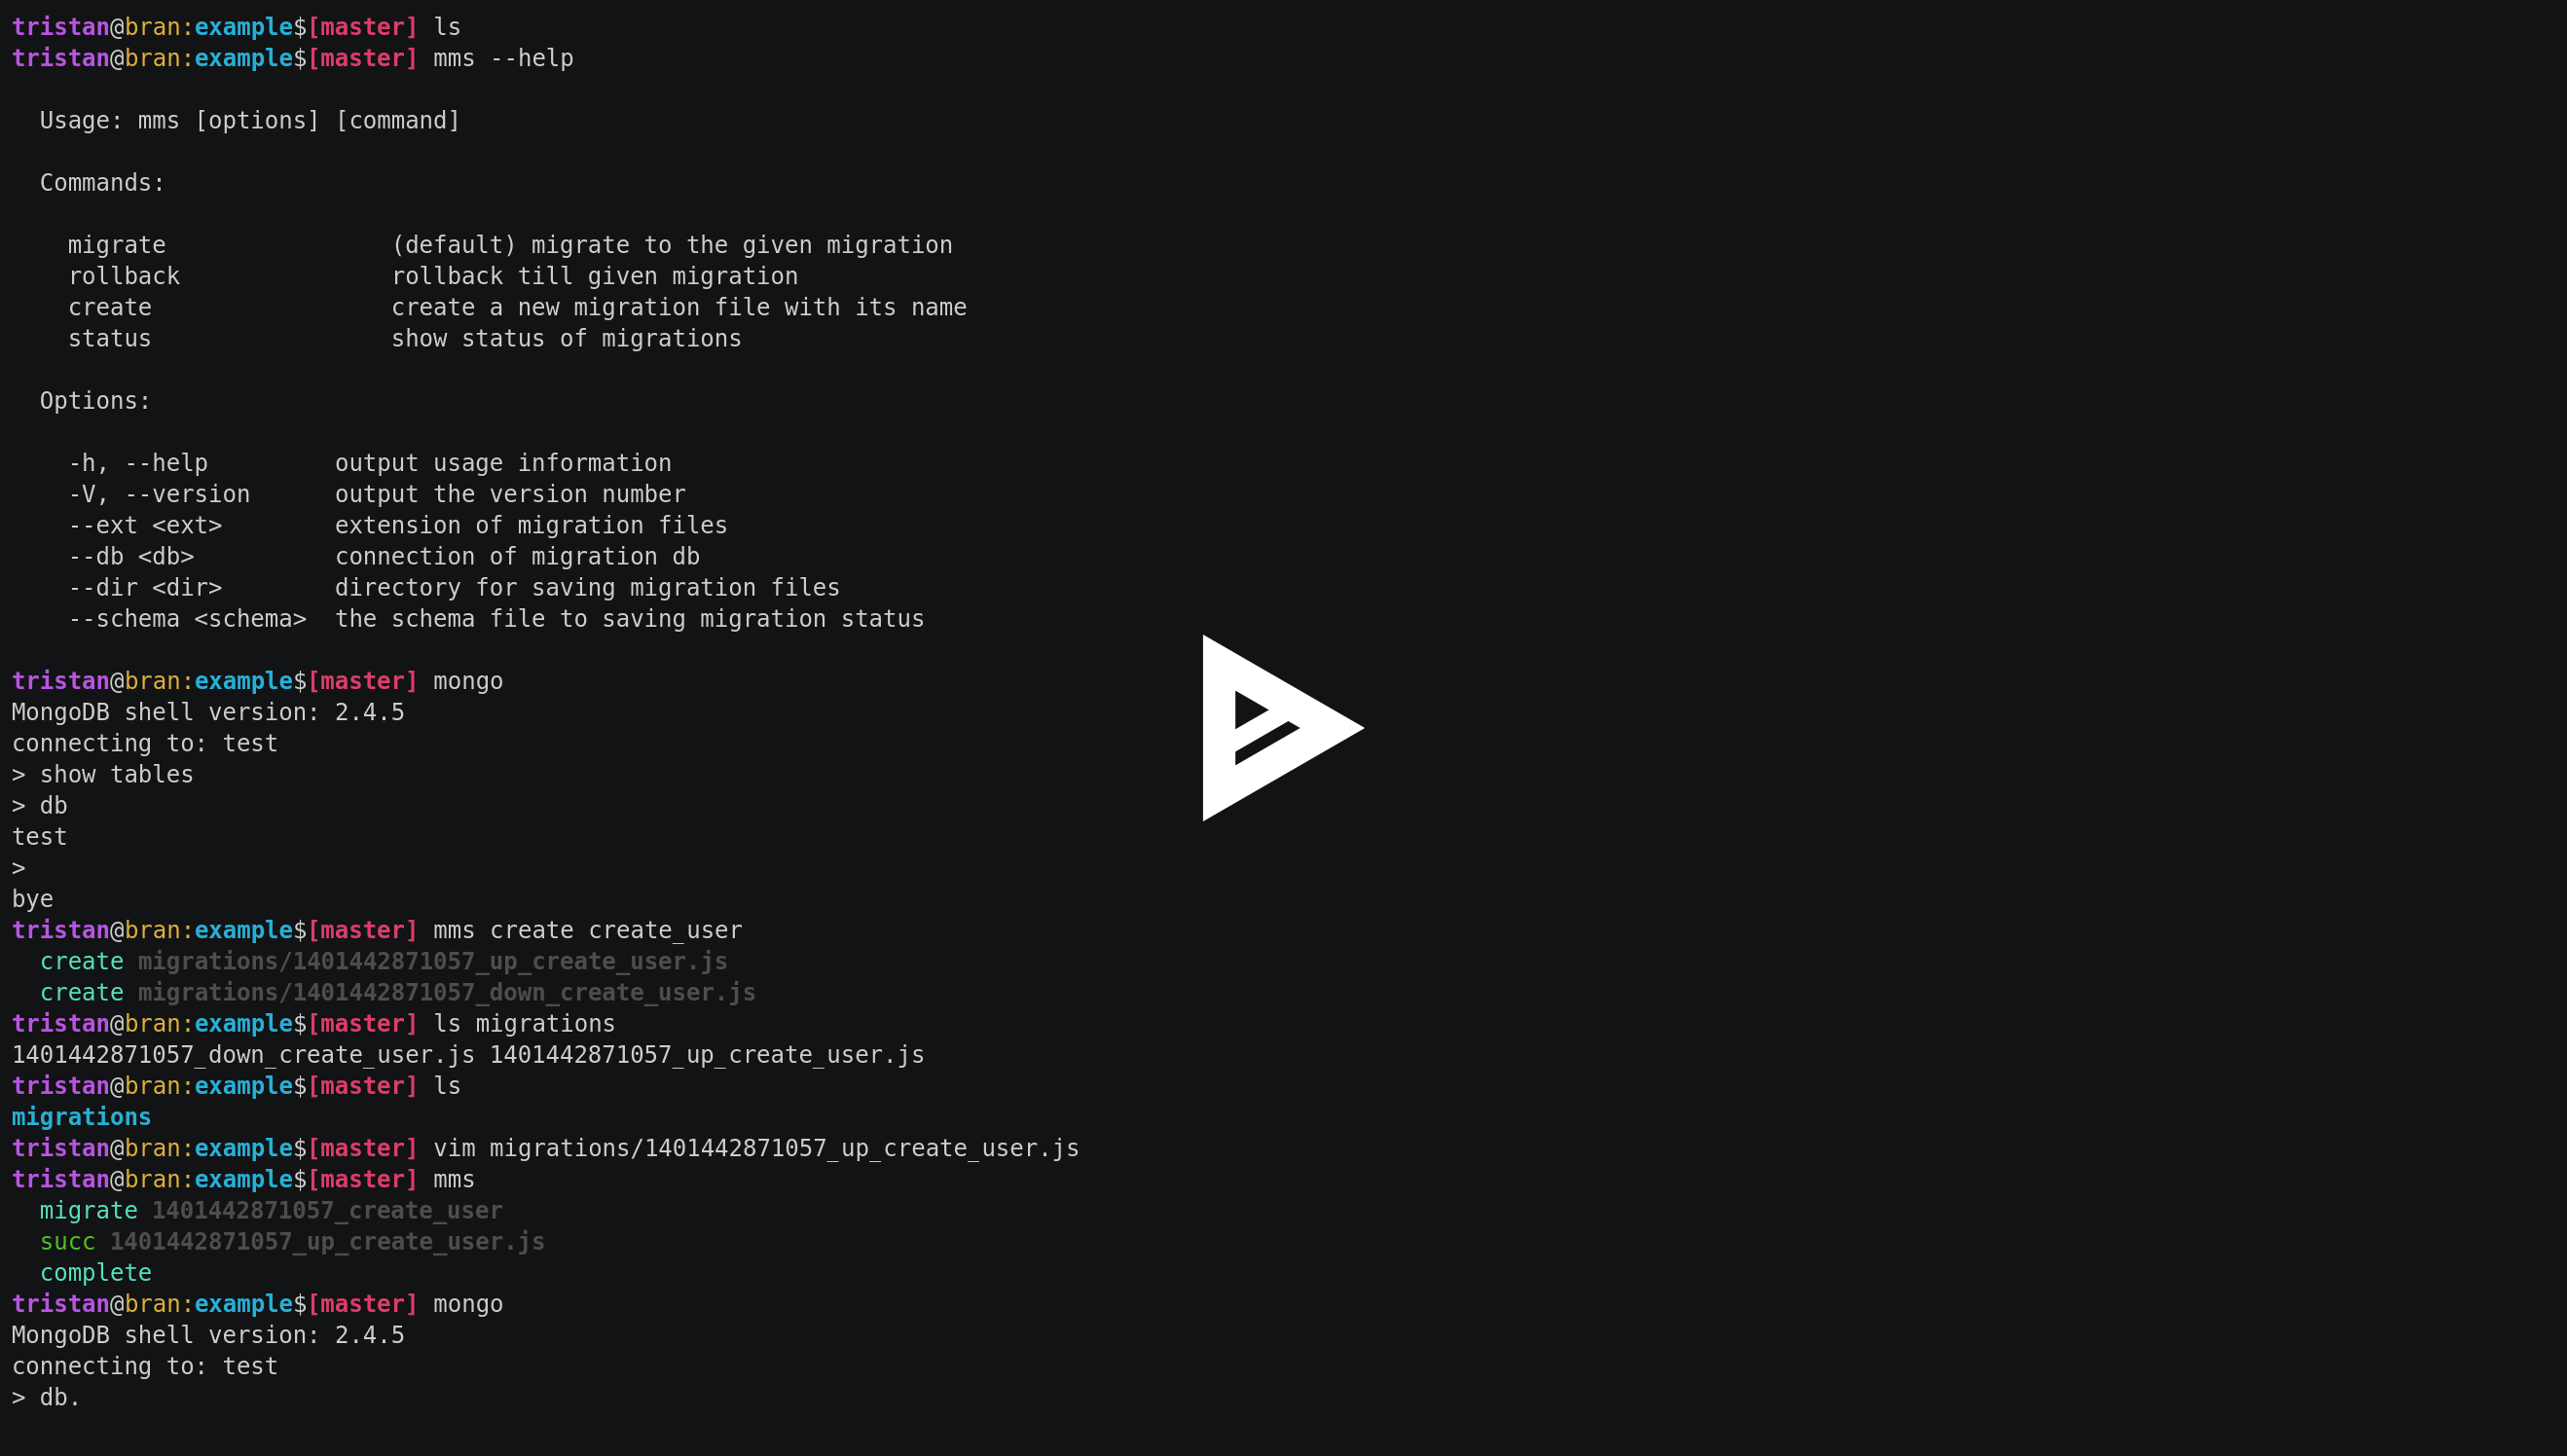 tristan@bran:example$[master] ls
tristan@bran:example$[master] mms --help
Usage: mms [options] [command]
Commands:
migrate                (default) migrate to the given migration
rollback               rollback till given migration
create                 create a new migration file with its name
status                 show status of migrations
Options:
-h, --help         output usage information
-V, --version      output the version number
--ext <ext>        extension of migration files
--db <db>          connection of migration db
--dir <dir>        directory for saving migration files
--schema <schema>  the schema file to saving migration status
tristan@bran:example$[master] mongo
MongoDB shell version: 2.4.5
connecting to: test
> show tables
> db
test
>
bye
tristan@bran:example$[master] mms create create_user
create migrations/1401442871057_up_create_user.js
create migrations/1401442871057_down_create_user.js
tristan@bran:example$[master] ls migrations
1401442871057_down_create_user.js 1401442871057_up_create_user.js
tristan@bran:example$[master] ls
migrations
tristan@bran:example$[master] vim migrations/1401442871057_up_create_user.js
tristan@bran:example$[master] mms
migrate 1401442871057_create_user
succ 1401442871057_up_create_user.js
complete
tristan@bran:example$[master] mongo
MongoDB shell version: 2.4.5
connecting to: test
> db.